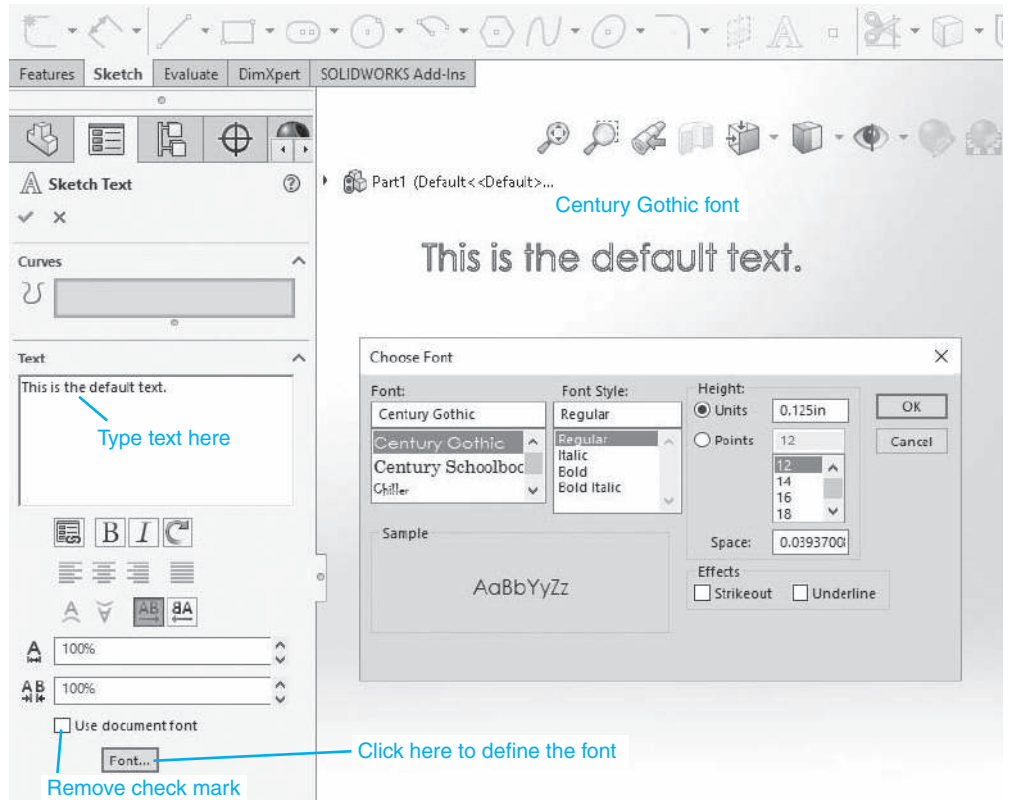 Features Sketch Evaluate DimXpert SOLIDWORKS Add-Ins
Sketch Text
Part1 (Default<<Default>...
Century Gothic font
This is the default text.
Curves
Text
This is the default text.
Type text here
B I
AB
100%
AB
100%
Use document font
Font...
Click here to define the font
Remove check mark
Choose Font
Font:
Century Gothic
Century Gothic
Century Schoolboc
Chiller
Font Style:
Regular
Regular
Italic
Bold
Bold Italic
Height:
Units 0.125in
Points 12
12
14
16
18
Space: 0.0393700
OK
Cancel
Sample
AaBbYyZz
Effects
Strikeout Underline